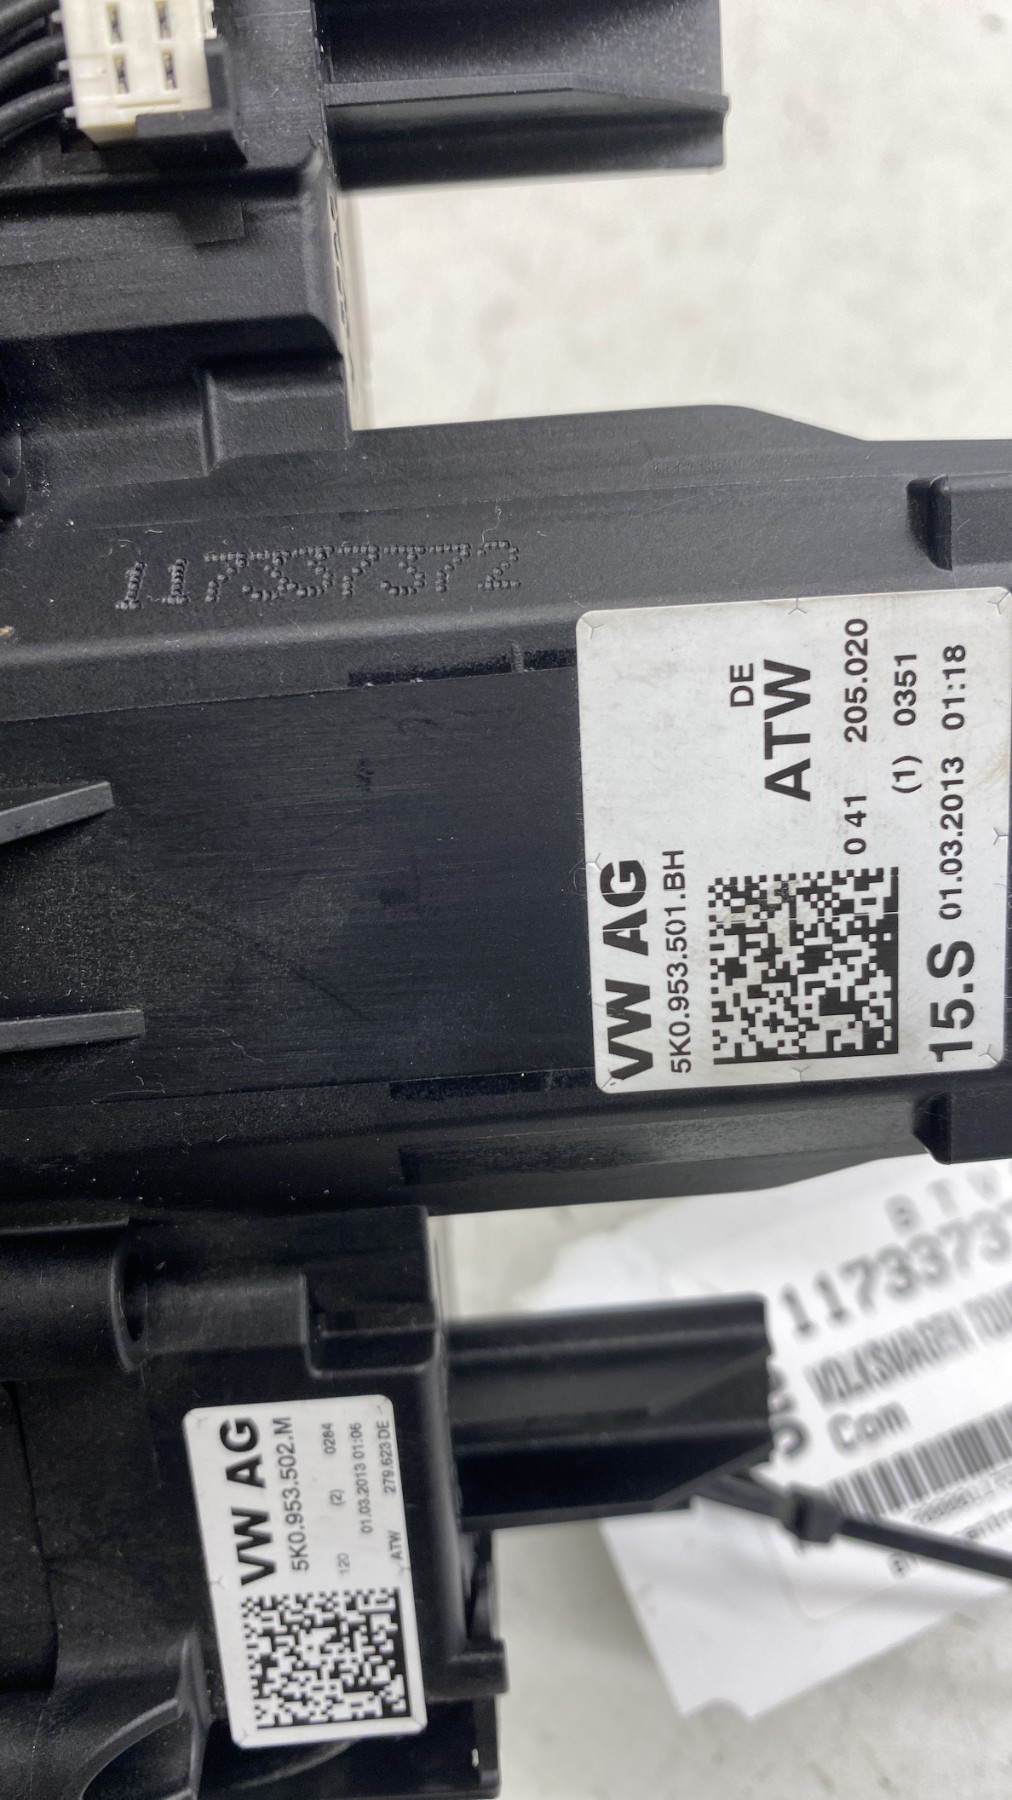 11737372
VW AG
5K0.953.501.BH
DE
ATW
0 41 205.020
(1) 0351
15.S 01.03.2013 01:18
VW AG
5K0.953.502.M
120 (2) 0284
01.03.2013 01:06
ATW 279.623 DE
1173373
VOLKSWAGEN TOU
Com